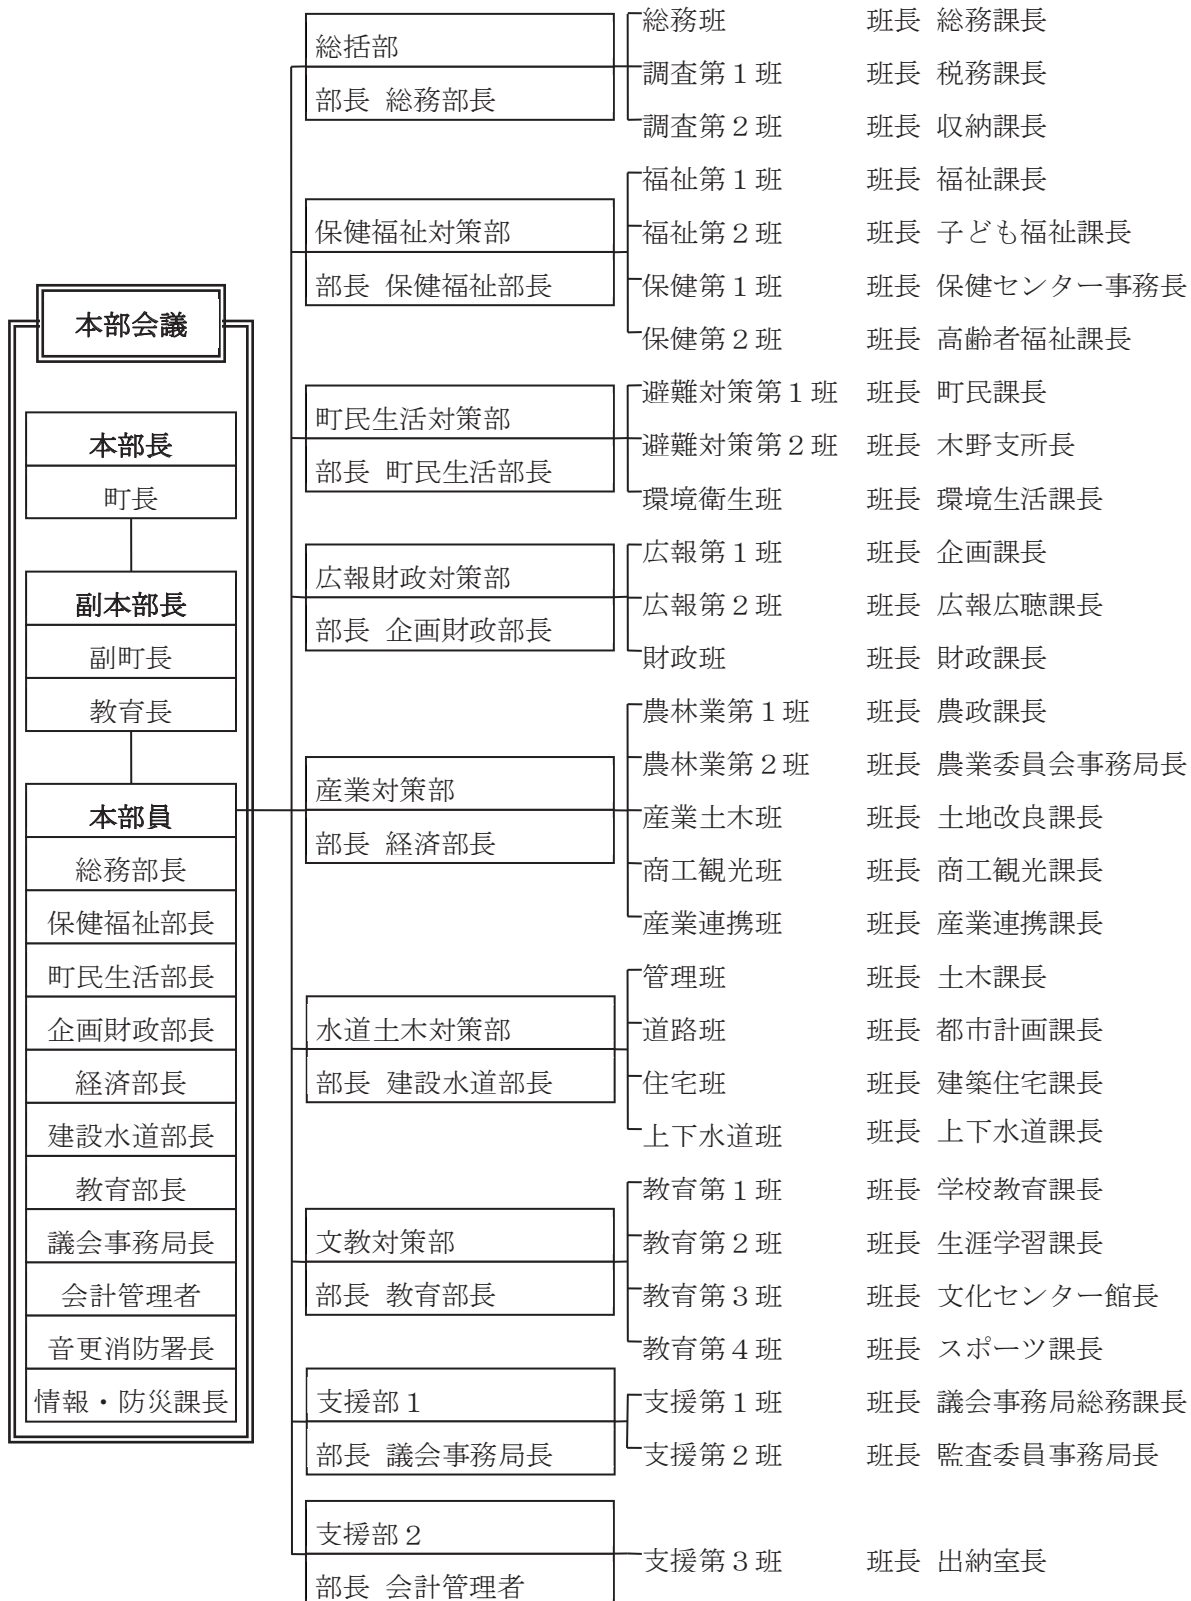 本部会議
本部長
町長
副本部長
副町長
教育長
本部員
総務部長
保健福祉部長
町民生活部長
企画財政部長
経済部長
建設水道部長
教育部長
議会事務局長
会計管理者
音更消防署長
情報・防災課長
総括部
部長 総務部長
総務班 班長 総務課長
調査第1班 班長 税務課長
調査第2班 班長 収納課長
保健福祉対策部
部長 保健福祉部長
福祉第1班 班長 福祉課長
福祉第2班 班長 子ども福祉課長
保健第1班 班長 保健センター事務長
保健第2班 班長 高齢者福祉課長
町民生活対策部
部長 町民生活部長
避難対策第1班 班長 町民課長
避難対策第2班 班長 木野支所長
環境衛生班 班長 環境生活課長
広報財政対策部
部長 企画財政部長
広報第1班 班長 企画課長
広報第2班 班長 広報広聴課長
財政班 班長 財政課長
産業対策部
部長 経済部長
農林業第1班 班長 農政課長
農林業第2班 班長 農業委員会事務局長
産業土木班 班長 土地改良課長
商工観光班 班長 商工観光課長
産業連携班 班長 産業連携課長
水道土木対策部
部長 建設水道部長
管理班 班長 土木課長
道路班 班長 都市計画課長
住宅班 班長 建築住宅課長
上下水道班 班長 上下水道課長
文教対策部
部長 教育部長
教育第1班 班長 学校教育課長
教育第2班 班長 生涯学習課長
教育第3班 班長 文化センター館長
教育第4班 班長 スポーツ課長
支援部1
部長 議会事務局長
支援第1班 班長 議会事務局総務課長
支援第2班 班長 監査委員事務局長
支援部2
部長 会計管理者
支援第3班 班長 出納室長